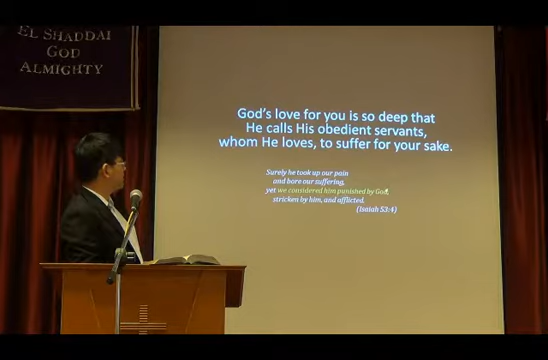 EL SHADDAI
GOD
ALMIGHTY
God's love for you is so deep that
He calls His obedient servants,
whom He loves, to suffer for your sake.
Surely he took up our pain
and bore our suffering,
yet we considered him punished by God,
stricken by him, and afflicted.
(Isaiah 53:4)